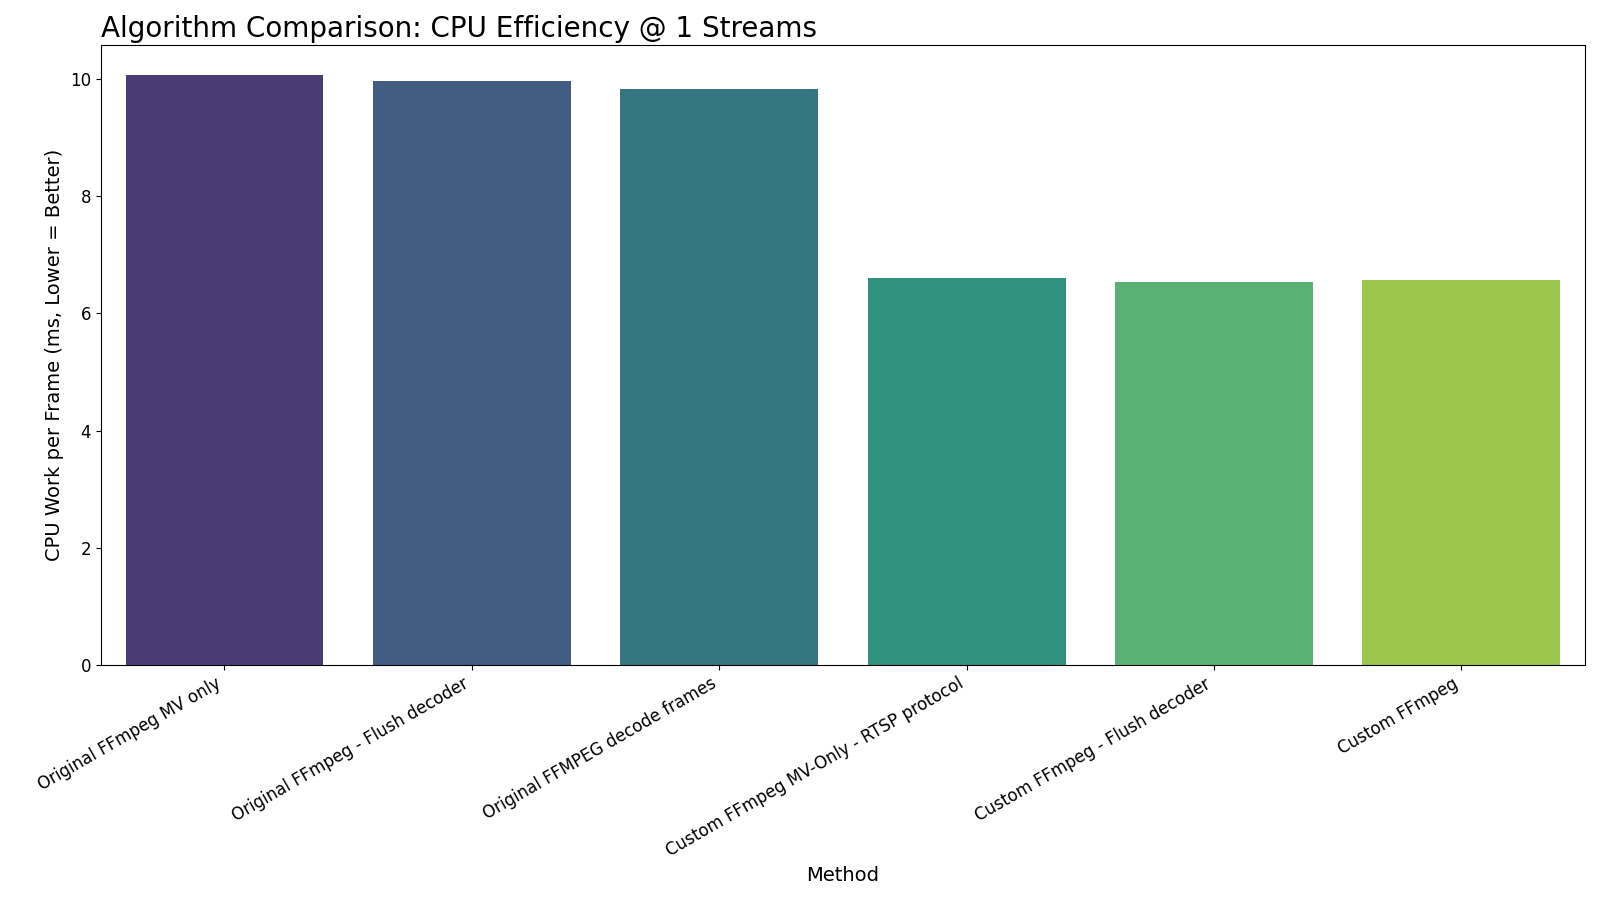 Algorithm Comparison: CPU Efficiency @ 1 Streams
CPU Work per Frame (ms, Lower = Better)
10
8
6
4
2
0
Original FFmpeg MV only
Original FFmpeg - Flush decoder
Original FFMPEG decode frames
Custom FFmpeg MV-Only - RTSP protocol
Custom FFmpeg - Flush decoder
Custom FFmpeg
Method